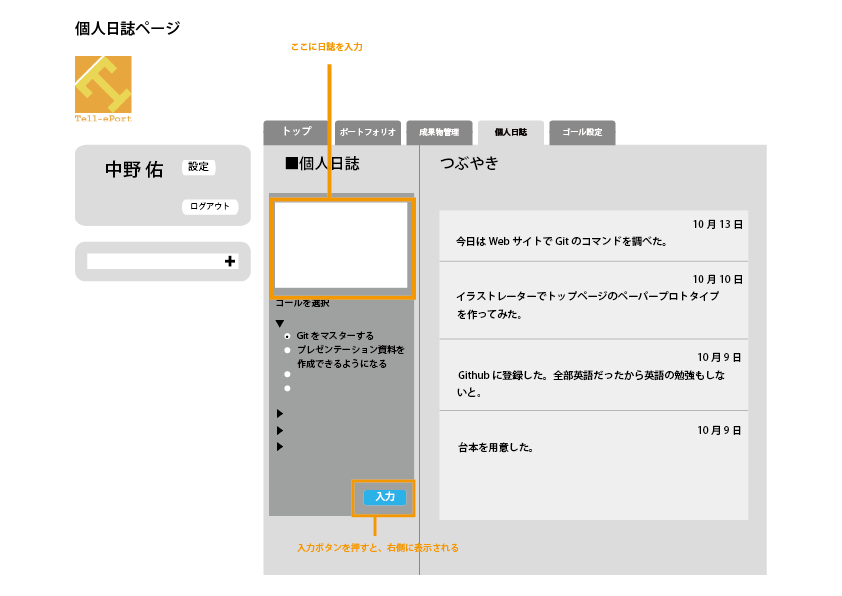 個人日誌ページ
ここに日誌を入力
Tell-ePort
トップ
ポートフォリオ
成果物管理
個人日誌
ゴール設定
中野 佑
設定
ログアウト
+
■個人日誌
ゴールを選択
▼
Git をマスターする
プレゼンテーション資料を
作成できるようになる
入力
入力ボタンを押すと、右側に表示される
つぶやき
10 月 13 日
今日は Web サイトで Git のコマンドを調べた。
10 月 10 日
イラストレーターでトップページのペーパープロトタイプ
を作ってみた。
10 月 9 日
Github に登録した。全部英語だったから英語の勉強もしな
いと。
10 月 9 日
台本を用意した。